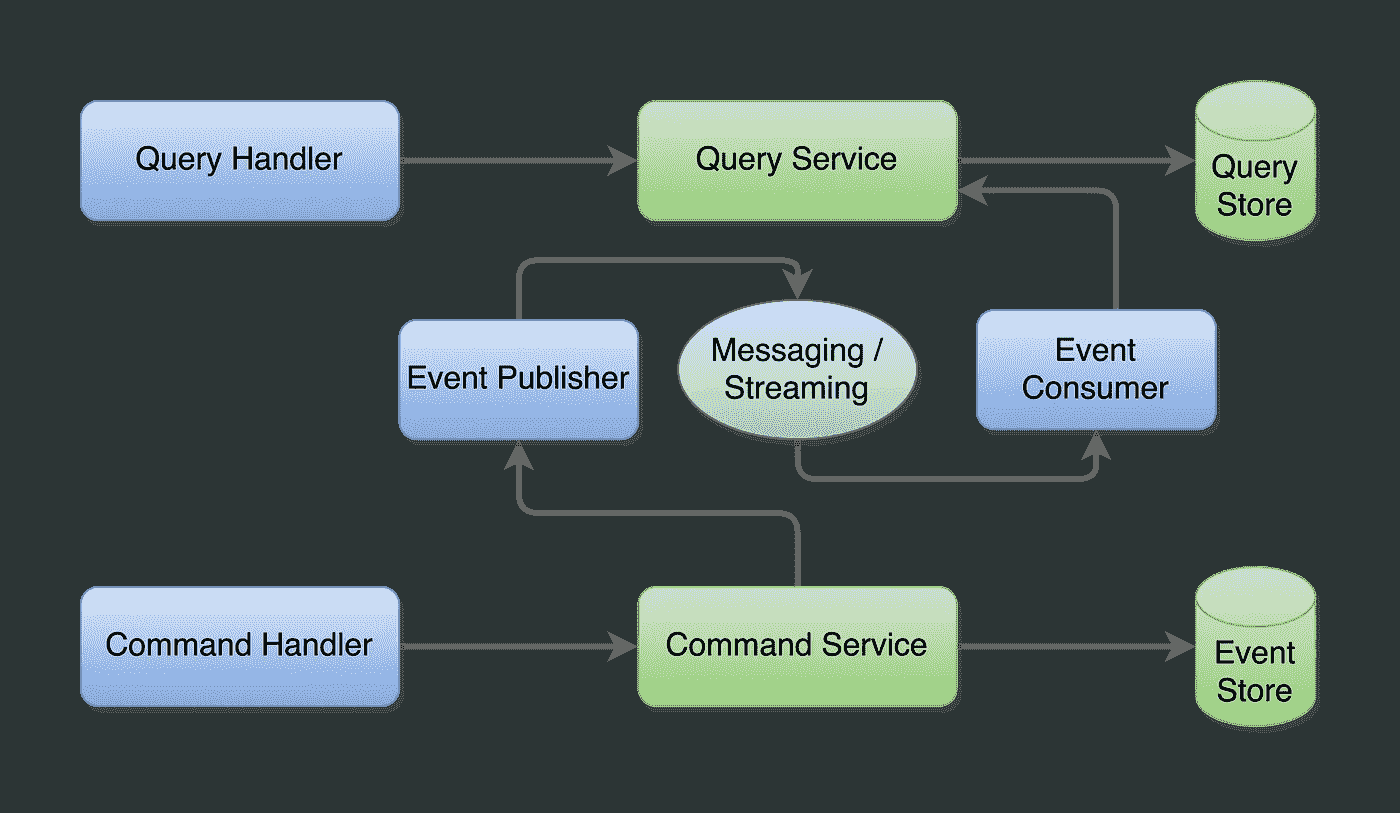 Query Handler
Query Service
Query
Store
Event Publisher
Messaging /
Streaming
Event
Consumer
Command Handler
Command Service
Event
Store